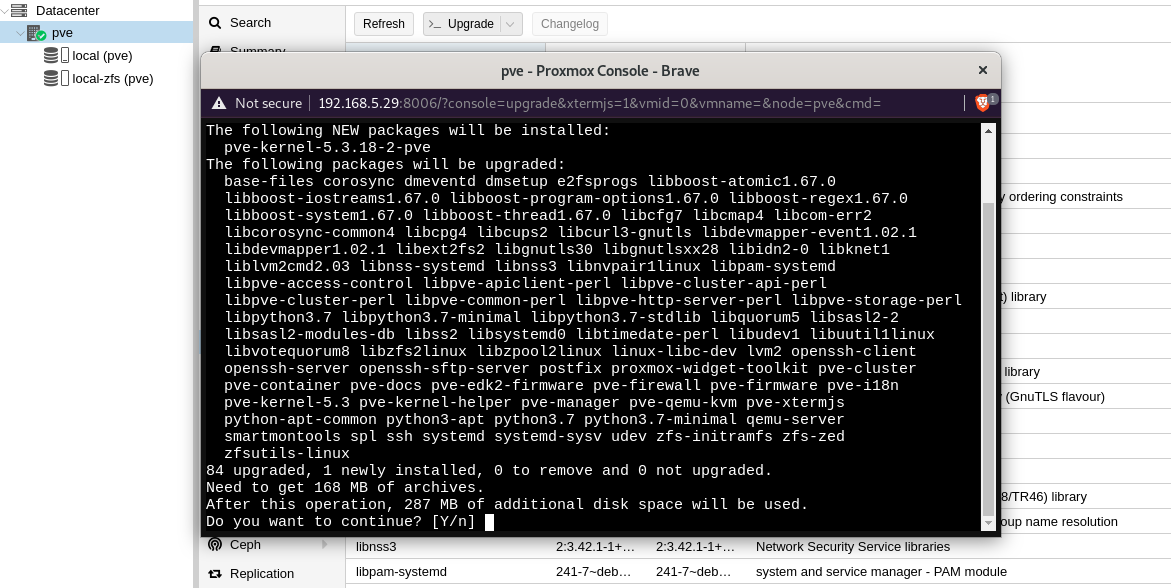 Datacenter
pve
local (pve)
local-zfs (pve)
Search
Refresh
>_ Upgrade
Changelog
pve - Proxmox Console - Brave
×
Not secure
192.168.5.29:8006/?console=upgrade&xtermjs=1&vmid=0&vmname=&node=pve&cmd=
1
The following NEW packages will be installed:
pve-kernel-5.3.18-2-pve
The following packages will be upgraded:
base-files corosync dmeventd dmsetup e2fsprogs libboost-atomic1.67.0
libboost-iostreams1.67.0 libboost-program-options1.67.0 libboost-regex1.67.0
libboost-system1.67.0 libboost-thread1.67.0 libcfg7 libcmap4 libcom-err2
libcorosync-common4 libcpg4 libcups2 libcurl3-gnutls libdevmapper-event1.02.1
libdevmapper1.02.1 libext2fs2 libgnutls30 libgnutlsxx28 libidn2-0 libknet1
liblvm2cmd2.03 libnss-systemd libnss3 libnvpair1linux libpam-systemd
libpve-access-control libpve-apiclient-perl libpve-cluster-api-perl
libpve-cluster-perl libpve-common-perl libpve-http-server-perl libpve-storage-perl
libpython3.7 libpython3.7-minimal libpython3.7-stdlib libquorum5 libsasl2-2
libsasl2-modules-db libss2 libsystemd0 libtimedate-perl libudev1 libuutil1linux
libvotequorum8 libzfs2linux libzpool2linux linux-libc-dev lvm2 openssh-client
openssh-server openssh-sftp-server postfix proxmox-widget-toolkit pve-cluster
pve-container pve-docs pve-edk2-firmware pve-firewall pve-firmware pve-i18n
pve-kernel-5.3 pve-kernel-helper pve-manager pve-qemu-kvm pve-xtermjs
python-apt-common python3-apt python3.7 python3.7-minimal qemu-server
smartmontools spl ssh systemd systemd-sysv udev zfs-initramfs zfs-zed
zfsutils-linux
84 upgraded, 1 newly installed, 0 to remove and 0 not upgraded.
Need to get 168 MB of archives.
After this operation, 287 MB of additional disk space will be used.
Do you want to continue? [Y/n]
ordering constraints
library
library
(GnuTLS flavour)
8/TR46) library
name resolution
Ceph
libnss3 2:3.42.1-1+… 2:3.42.1-1+… Network Security Service libraries
Replication
libpam-systemd 241-7~deb… 241-7~deb… system and service manager - PAM module